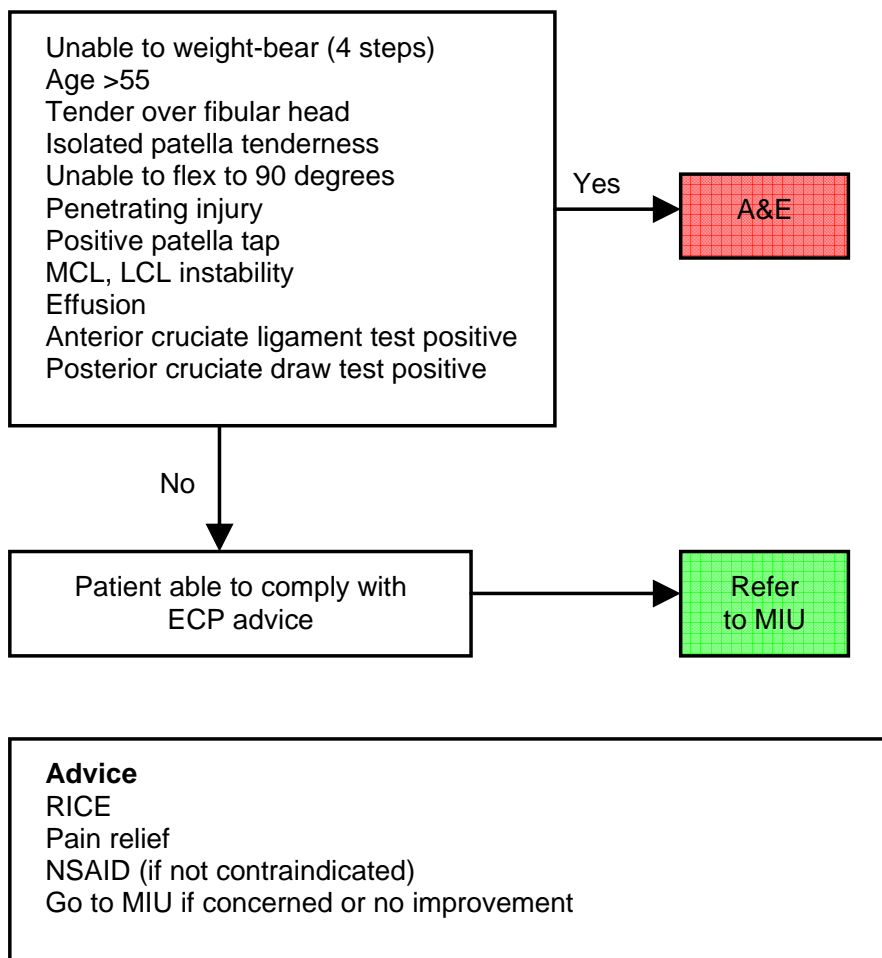 Unable to weight-bear (4 steps)
Age >55
Tender over fibular head
Isolated patella tenderness
Unable to flex to 90 degrees
Penetrating injury
Positive patella tap
MCL, LCL instability
Effusion
Anterior cruciate ligament test positive
Posterior cruciate draw test positive
Yes
A&E
No
Patient able to comply with
ECP advice
Refer
to MIU
Advice
RICE
Pain relief
NSAID (if not contraindicated)
Go to MIU if concerned or no improvement